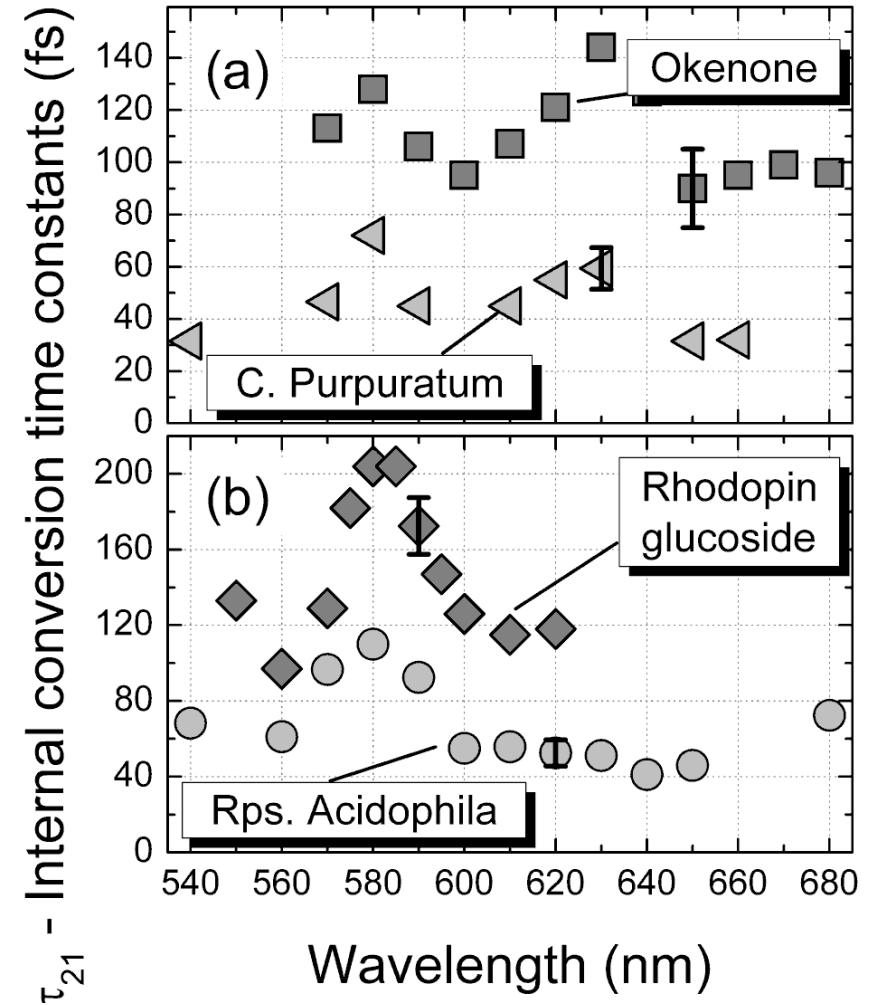 τ21 - Internal conversion time constants (fs)
(a)
140
120
100
80
60
40
20
0
Okenone
C. Purpuratum
(b)
200
160
120
80
40
0
Rhodopin
glucoside
Rps. Acidophila
540 560 580 600 620 640 660 680
Wavelength (nm)